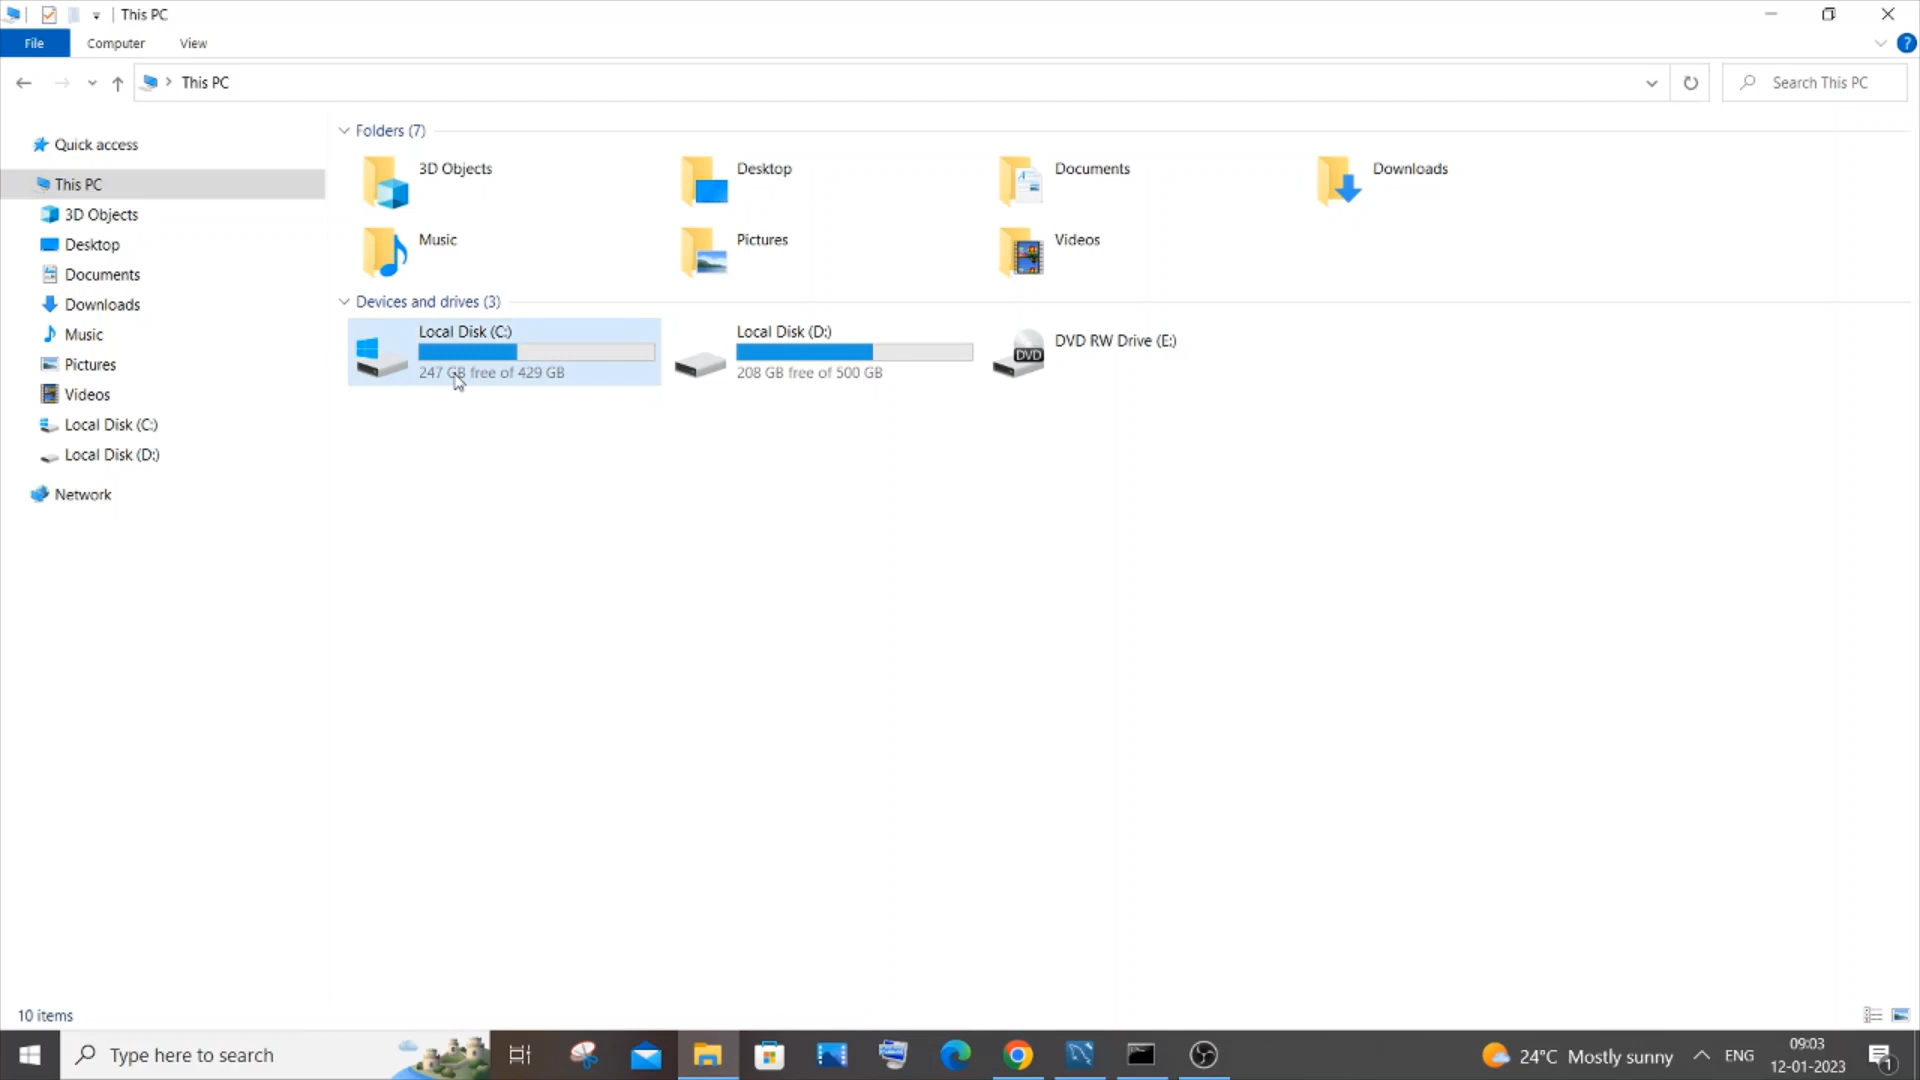 This PC
File Computer View
This PC
Search This PC
Quick access
This PC
3D Objects
Desktop
Documents
Downloads
Music
Pictures
Videos
Local Disk (C:)
Local Disk (D:)
Network
Folders (7)
3D Objects
Desktop
Documents
Downloads
Music
Pictures
Videos
Devices and drives (3)
Local Disk (C:)
247 GB free of 429 GB
Local Disk (D:)
208 GB free of 500 GB
DVD RW Drive (E:)
DVD
10 items
Type here to search
24°C Mostly sunny
ENG
09:03
12-01-2023
1